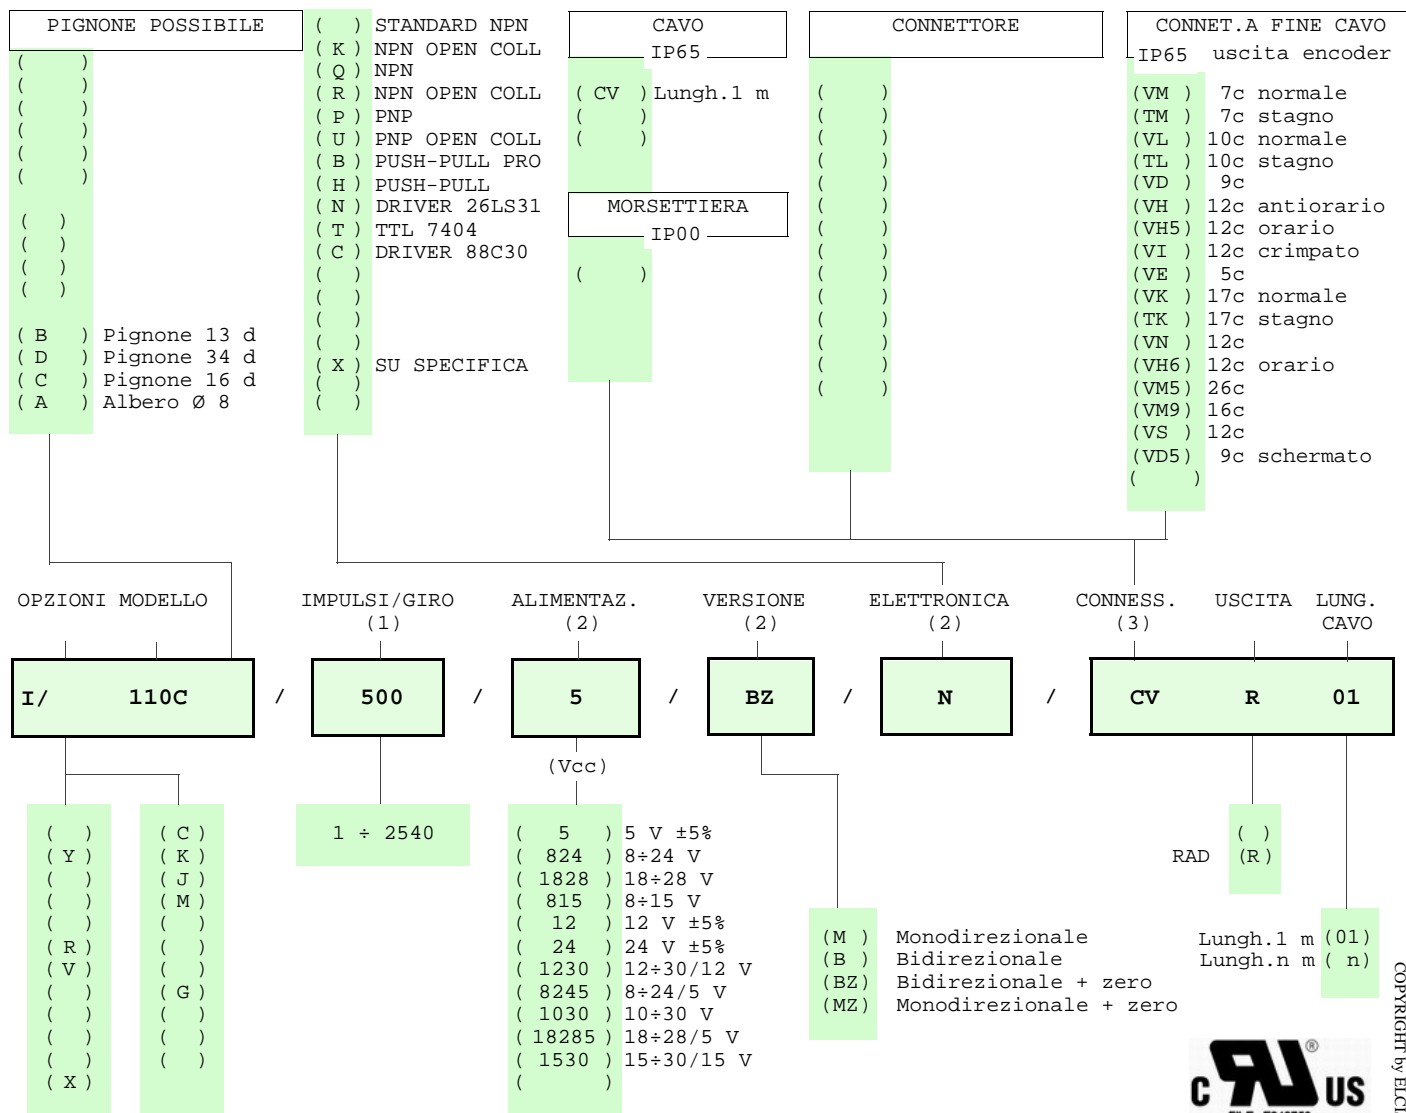 PIGNONE POSSIBILE
( )
( )
( )
( )
( )
( )
( )
( )
( )
( )
( B ) Pignone 13 d
( D ) Pignone 34 d
( C ) Pignone 16 d
( A ) Albero Ø 8
( ) STANDARD NPN
( K ) NPN OPEN COLL
( Q ) NPN
( R ) NPN OPEN COLL
( P ) PNP
( U ) PNP OPEN COLL
( B ) PUSH-PULL PRO
( H ) PUSH-PULL
( N ) DRIVER 26LS31
( T ) TTL 7404
( C ) DRIVER 88C30
( )
( )
( )
( )
( X ) SU SPECIFICA
( )
( )
CAVO
IP65
( CV ) Lungh.1 m
( )
( )
MORSETTIERA
IP00
( )
CONNETTORE
( )
( )
( )
( )
( )
( )
( )
( )
( )
( )
( )
( )
( )
( )
CONNET.A FINE CAVO
IP65 uscita encoder
(VM ) 7c normale
(TM ) 7c stagno
(VL ) 10c normale
(TL ) 10c stagno
(VD ) 9c
(VH ) 12c antiorario
(VH5) 12c orario
(VI ) 12c crimpato
(VE ) 5c
(VK ) 17c normale
(TK ) 17c stagno
(VN ) 12c
(VH6) 12c orario
(VM5) 26c
(VM9) 16c
(VS ) 12c
(VD5) 9c schermato
( )
OPZIONI MODELLO IMPULSI/GIRO ALIMENTAZ. VERSIONE ELETTRONICA CONNESS. USCITA LUNG.
(1) (2) (2) (2) (3) CAVO
I/ 110C / 500 / 5 / BZ / N / CV R 01
( )
( Y )
( )
( )
( )
( R )
( V )
( )
( )
( )
( )
( X )
( C )
( K )
( J )
( M )
( )
( )
( )
( G )
( )
( )
( )
1 ÷ 2540
(Vcc)
( 5 ) 5 V ±5%
( 824 ) 8÷24 V
( 1828 ) 18÷28 V
( 815 ) 8÷15 V
( 12 ) 12 V ±5%
( 24 ) 24 V ±5%
( 1230 ) 12÷30/12 V
( 8245 ) 8÷24/5 V
( 1030 ) 10÷30 V
( 18285 ) 18÷28/5 V
( 1530 ) 15÷30/15 V
( )
(M ) Monodirezionale
(B ) Bidirezionale
(BZ) Bidirezionale + zero
(MZ) Monodirezionale + zero
( )
RAD (R)
Lungh.1 m (01)
Lungh.n m ( n)
COPYRIGHT by
C RU ® US